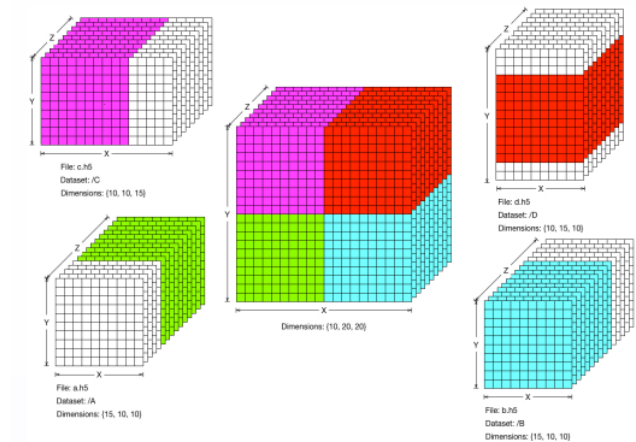 Z
Y
X
File: c.h5
Dataset: /C
Dimensions: {10, 10, 15}
Z
Y
X
File: a.h5
Dataset: /A
Dimensions: {15, 10, 10}
Z
Y
X
Dimensions: {10, 20, 20}
Z
Y
X
File: d.h5
Dataset: /D
Dimensions: {10, 15, 10}
Z
Y
X
File: b.h5
Dataset: /B
Dimensions: {15, 10, 10}